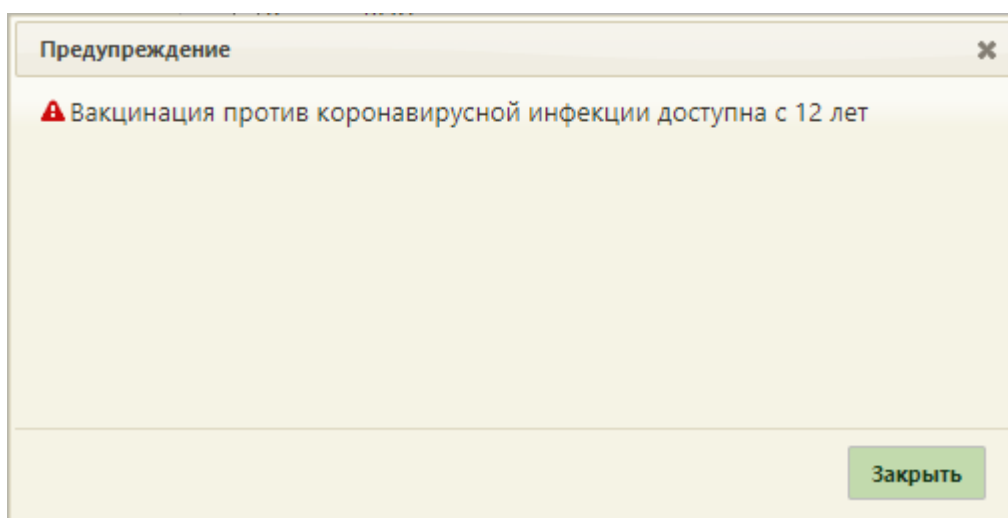 Предупреждение
Вакцинация против коронавирусной инфекции доступна с 12 лет
Закрыть